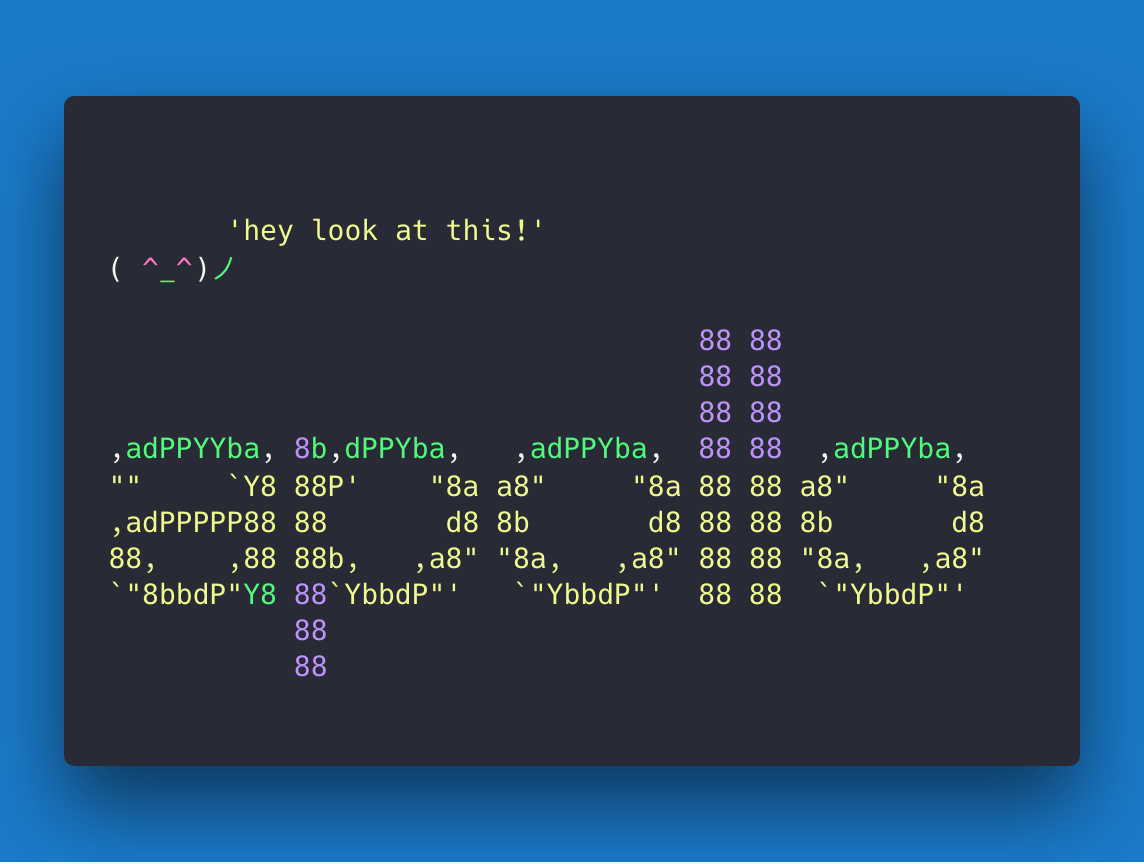 'hey look at this!'
( ^_^)ノ

                                   88 88
                                   88 88
                                   88 88
,adPPYYba, 8b,dPPYba,   ,adPPYba,  88 88  ,adPPYba,
""     `Y8 88P'    "8a a8"     "8a 88 88 a8"     "8a
,adPPPPP88 88       d8 8b       d8 88 88 8b       d8
88,    ,88 88b,   ,a8" "8a,   ,a8" 88 88 "8a,   ,a8"
`"8bbdP"Y8 88`YbbdP"'   `"YbbdP"'  88 88  `"YbbdP"'
           88
           88